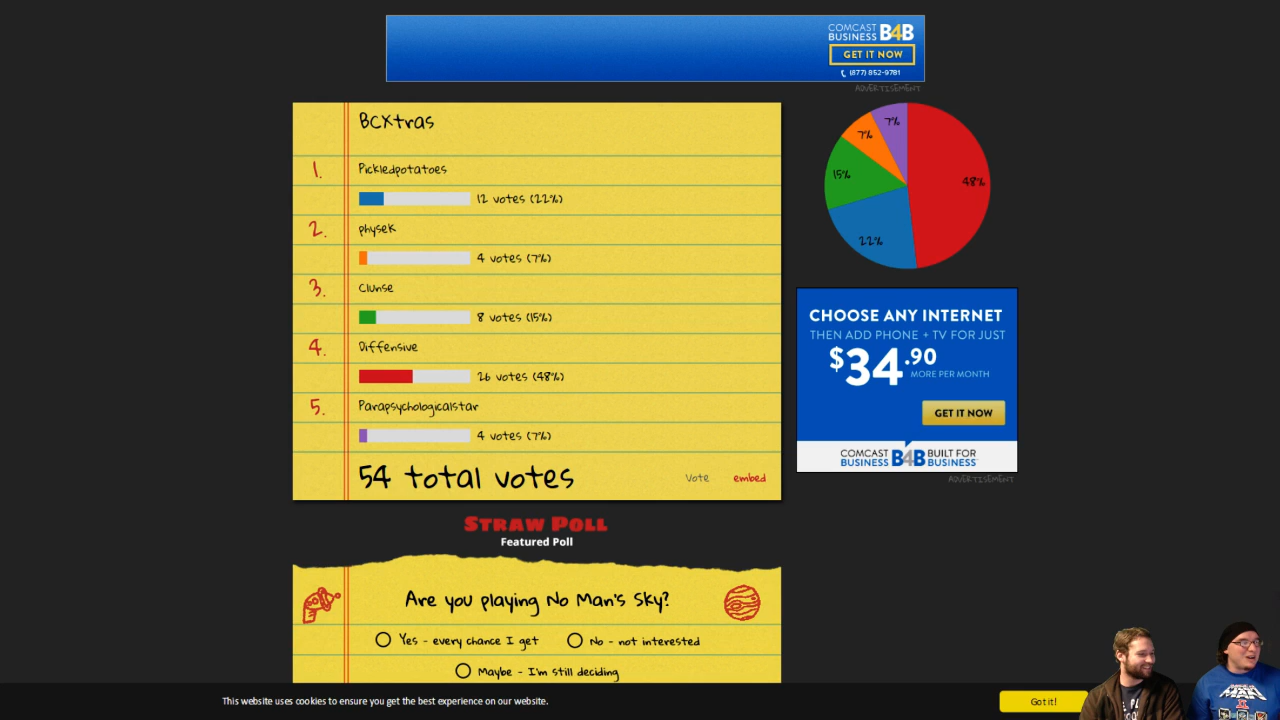 COMCAST
BUSINESS B4B
GET IT NOW
(877) 852-9781
ADVERTISEMENT
BCXtras
1. Pickledpotatoes
12 votes (22%)
2. physeK
4 votes (7%)
3. Clunse
8 votes (15%)
4. Diffensive
26 votes (48%)
5. Parapsychologicalstar
4 votes (7%)
54 total votes
Vote embed
7%
7%
15%
48%
22%
CHOOSE ANY INTERNET
THEN ADD PHONE + TV FOR JUST
$34.90
MORE PER MONTH
GET IT NOW
COMCAST BUSINESS B4B BUILT FOR BUSINESS
ADVERTISEMENT
STRAW POLL
Featured Poll
Are you playing No Man's Sky?
Yes - every chance I get No - not interested
Maybe - I'm still deciding
This website uses cookies to ensure you get the best experience on our website. Got it!